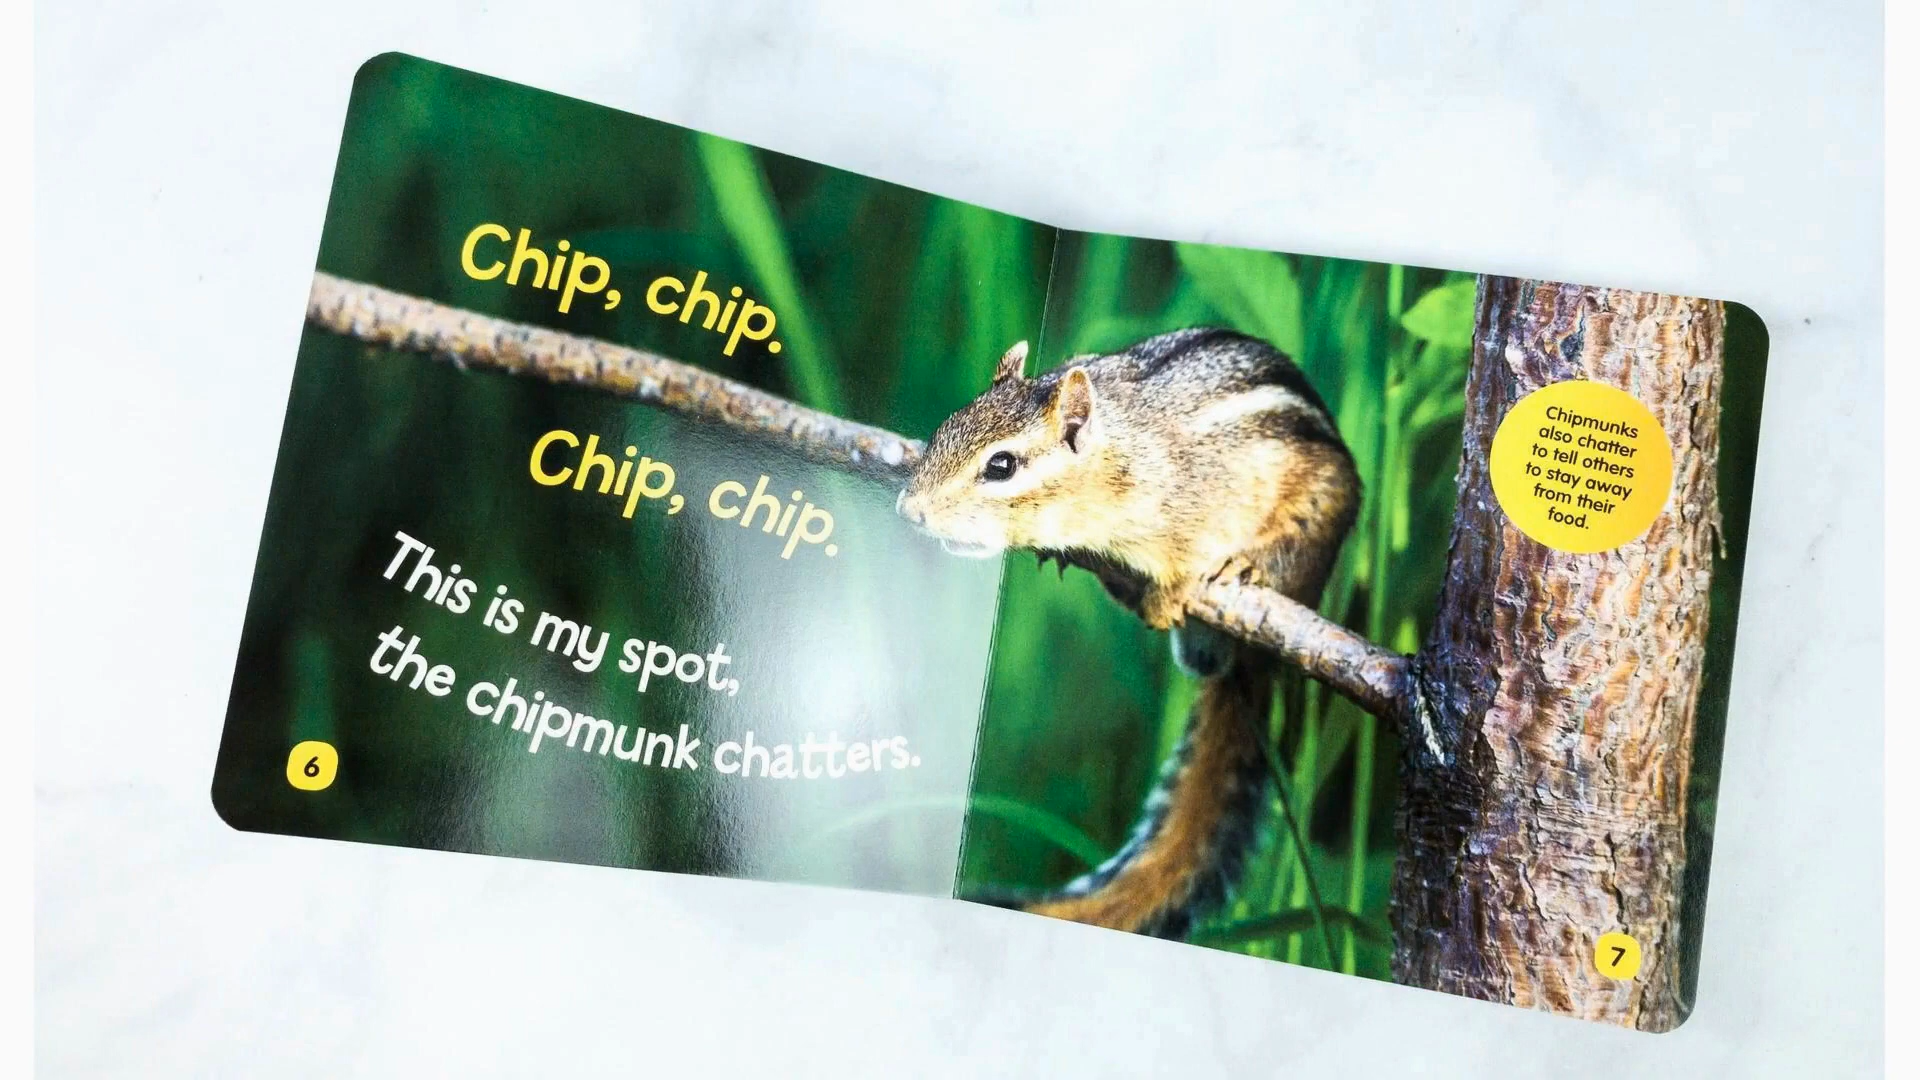 Chip, chip.
Chip, chip.
This is my spot,
the chipmunk chatters.
6
Chipmunks
also chatter
to tell others
to stay away
from their
food.
7